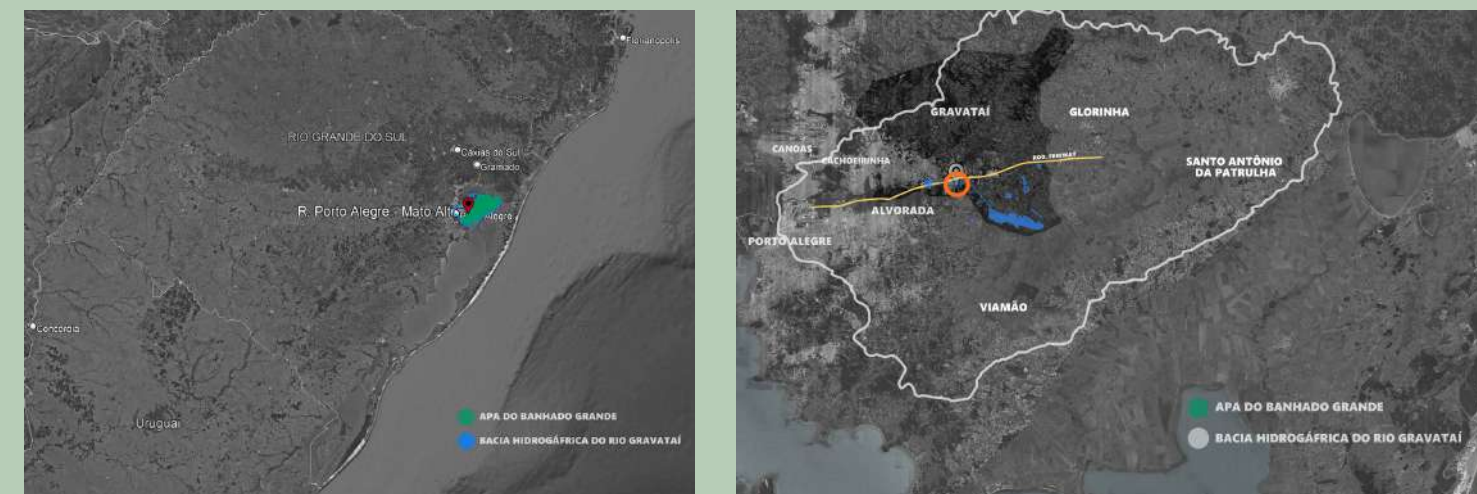 Florianópolis
RIO GRANDE DO SUL
Caxias do Sul
Gramado
R. Porto Alegre - Mato Alto
Alegre
Concórdia
Uruguai
APA DO BANHADO GRANDE
BACIA HIDROGÁFRICA DO RIO GRAVATAÍ
GRAVATAÍ
GLORINHA
CANOAS
CACHOEIRINHA
SANTO ANTÔNIO
DA PATRULHA
ALVORADA
PORTO ALEGRE
VIAMÃO
APA DO BANHADO GRANDE
BACIA HIDROGÁFRICA DO RIO GRAVATAÍ